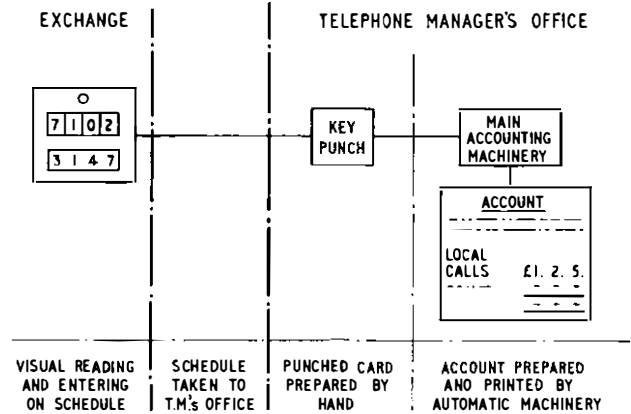 EXCHANGE
TELEPHONE MANAGER'S OFFICE
7102
3147
KEY
PUNCH
MAIN
ACCOUNTING
MACHINERY
ACCOUNT
LOCAL
CALLS £1. 2. 5.
VISUAL READING
AND ENTERING
ON SCHEDULE
SCHEDULE
TAKEN TO
T.M's OFFICE
PUNCHED CARD
PREPARED BY
HAND
ACCOUNT PREPARED
AND PRINTED BY
AUTOMATIC MACHINERY